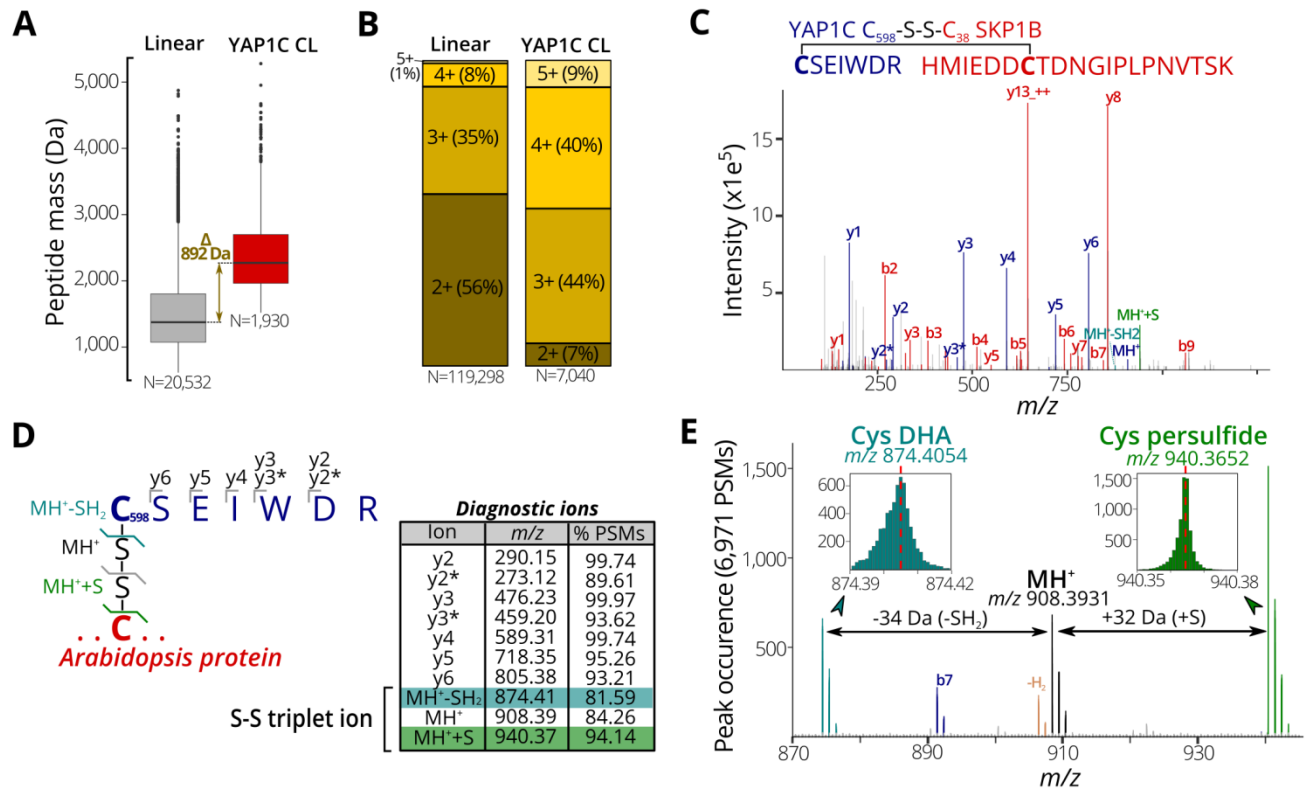 A
Linear
YAP1C CL
Peptide mass (Da)
5,000
4,000
3,000
2,000
1,000
Δ
892 Da
N=1,930
N=20,532
B
Linear
YAP1C CL
5+
(1%)
4+ (8%)
3+ (35%)
2+ (56%)
N=119,298
5+ (9%)
4+ (40%)
3+ (44%)
2+ (7%)
N=7,040
C
YAP1C C598-S-S-C38 SKP1B
CSEIWDR HMIEDDCTDNGIPLPNVTSK
Intensity (x1e5)
15
10
5
y1
b2
y2*
y2
y3
b3
y3*
y3
b4
y5
y4
b5
y13_++
y5
b6
y7
y6
b7
y8
MH+-SH2
MH+
MH+S
b9
y1
250
500
750
m/z
D
y6
y5
y4
y3
y3*
y2
y2*
MH+-SH2
C598 S E I W D R
S
MH+
S
MH++S
. . C . .
Arabidopsis protein
S-S triplet ion
Diagnostic ions
Ion m/z % PSMs
y2 290.15 99.74
y2* 273.12 89.61
y3 476.23 99.97
y3* 459.20 93.62
y4 589.31 99.74
y5 718.35 95.26
y6 805.38 93.21
MH+-SH2 874.41 81.59
MH+ 908.39 84.26
MH++S 940.37 94.14
E
Peak occurence (6,971 PSMs)
1,500
1,000
500
Cys DHA
m/z 874.4054
600
400
200
874.39
874.42
Cys persulfide
m/z 940.3652
1,500
1,000
500
940.35
940.38
MH+
m/z 908.3931
-34 Da (-SH2)
+32 Da (+S)
b7
-H2
870
890
910
930
m/z